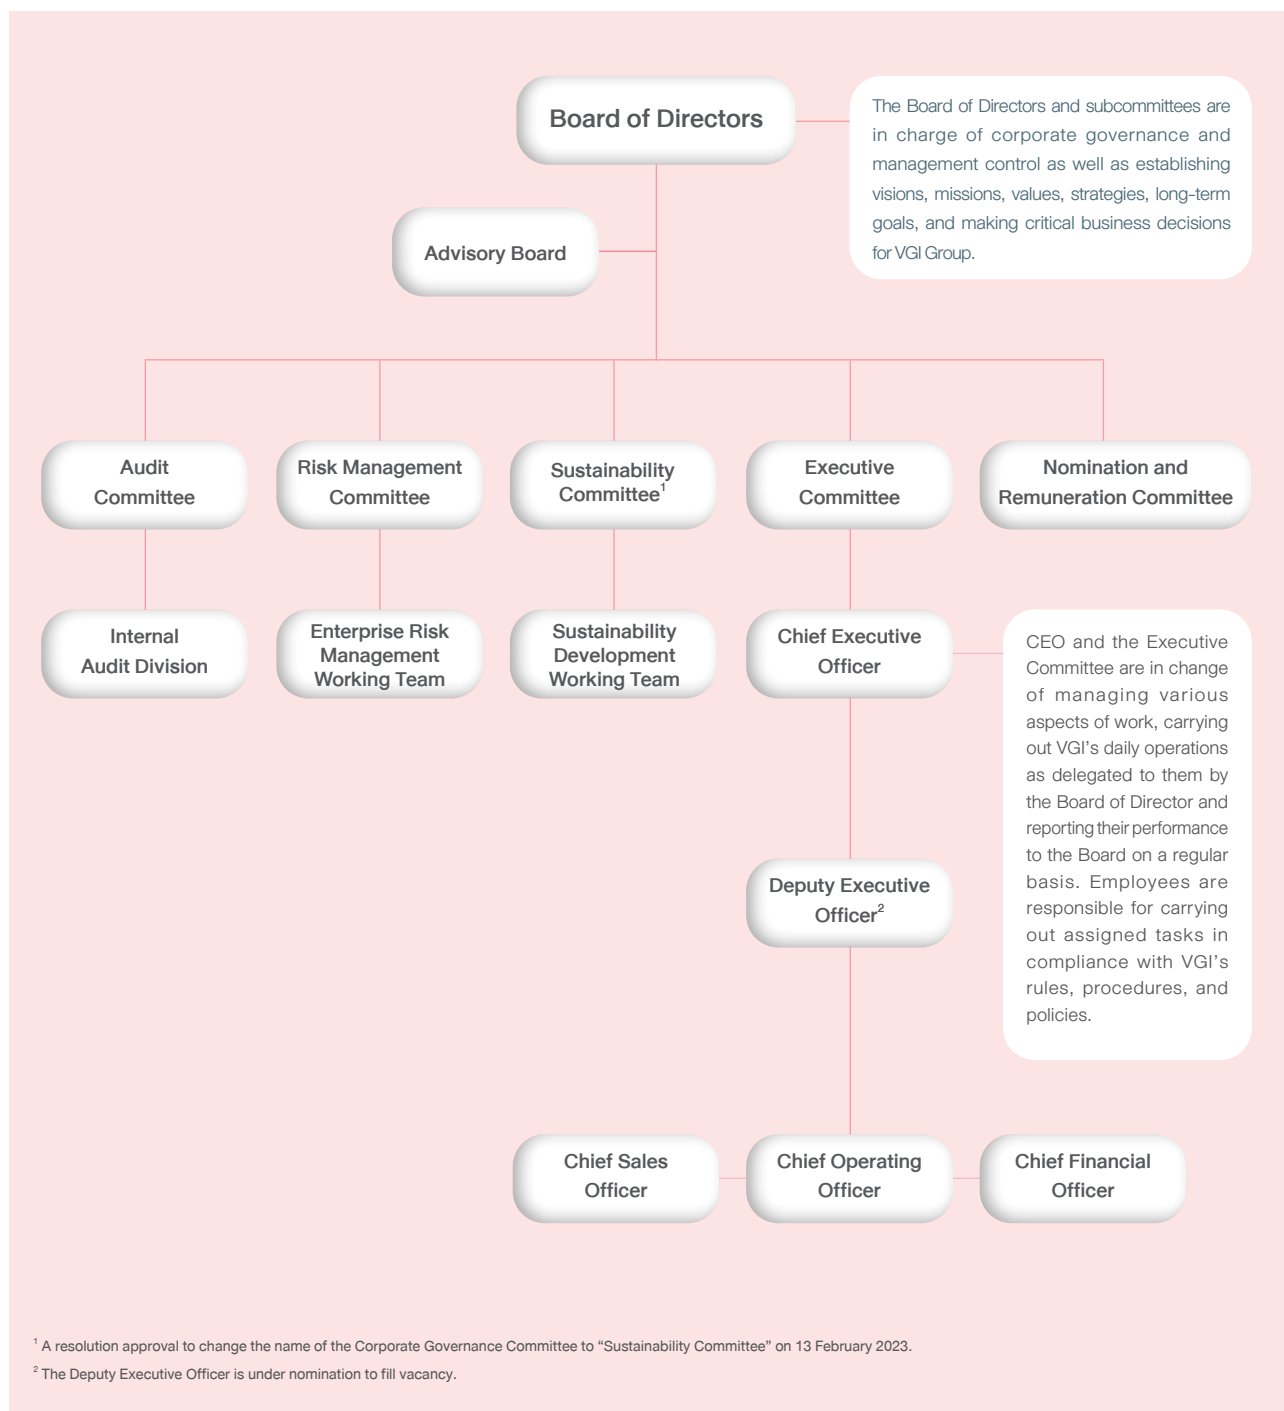 Board of Directors
The Board of Directors and subcommittees are
in charge of corporate governance and
management control as well as establishing
visions, missions, values, strategies, long-term
goals, and making critical business decisions
for VGI Group.
Advisory Board
Audit
Committee
Risk Management
Committee
Sustainability
Committee¹
Executive
Committee
Nomination and
Remuneration Committee
Internal
Audit Division
Enterprise Risk
Management
Working Team
Sustainability
Development
Working Team
Chief Executive
Officer
CEO and the Executive
Committee are in change
of managing various
aspects of work, carrying
out VGI's daily operations
as delegated to them by
the Board of Director and
reporting their performance
to the Board on a regular
basis. Employees are
responsible for carrying
out assigned tasks in
compliance with VGI's
rules, procedures, and
policies.
Deputy Executive
Officer²
Chief Sales
Officer
Chief Operating
Officer
Chief Financial
Officer
¹ A resolution approval to change the name of the Corporate Governance Committee to “Sustainability Committee” on 13 February 2023.
² The Deputy Executive Officer is under nomination to fill vacancy.